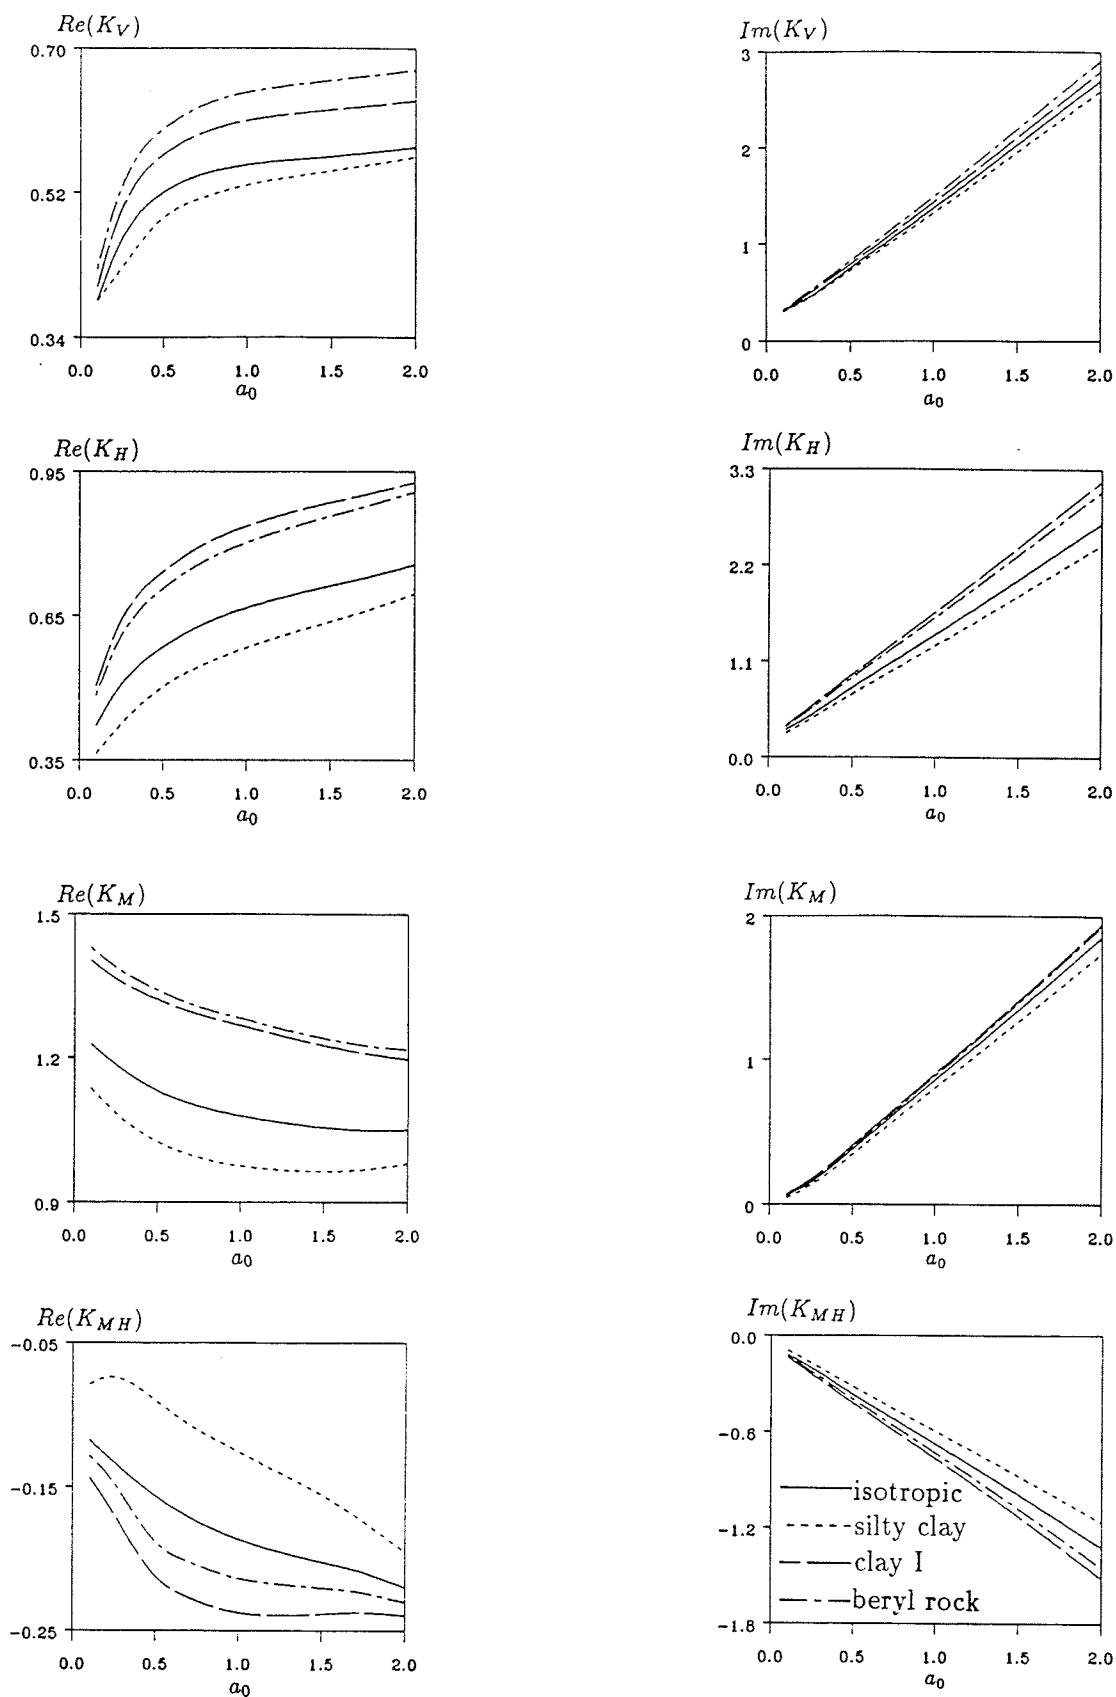 Re(K_V)
0.70
0.52
0.34
0.0 0.5 1.0 1.5 2.0
a_0
Im(K_V)
3
2
1
0
0.0 0.5 1.0 1.5 2.0
a_0
Re(K_H)
0.95
0.65
0.35
0.0 0.5 1.0 1.5 2.0
a_0
Im(K_H)
3.3
2.2
1.1
0.0
0.0 0.5 1.0 1.5 2.0
a_0
Re(K_M)
1.5
1.2
0.9
0.0 0.5 1.0 1.5 2.0
a_0
Im(K_M)
2
1
0
0.0 0.5 1.0 1.5 2.0
a_0
Re(K_MH)
-0.05
-0.15
-0.25
0.0 0.5 1.0 1.5 2.0
a_0
Im(K_MH)
0.0
-0.8
-1.2
-1.8
isotropic
silty clay
clay I
beryl rock
0.0 0.5 1.0 1.5 2.0
a_0